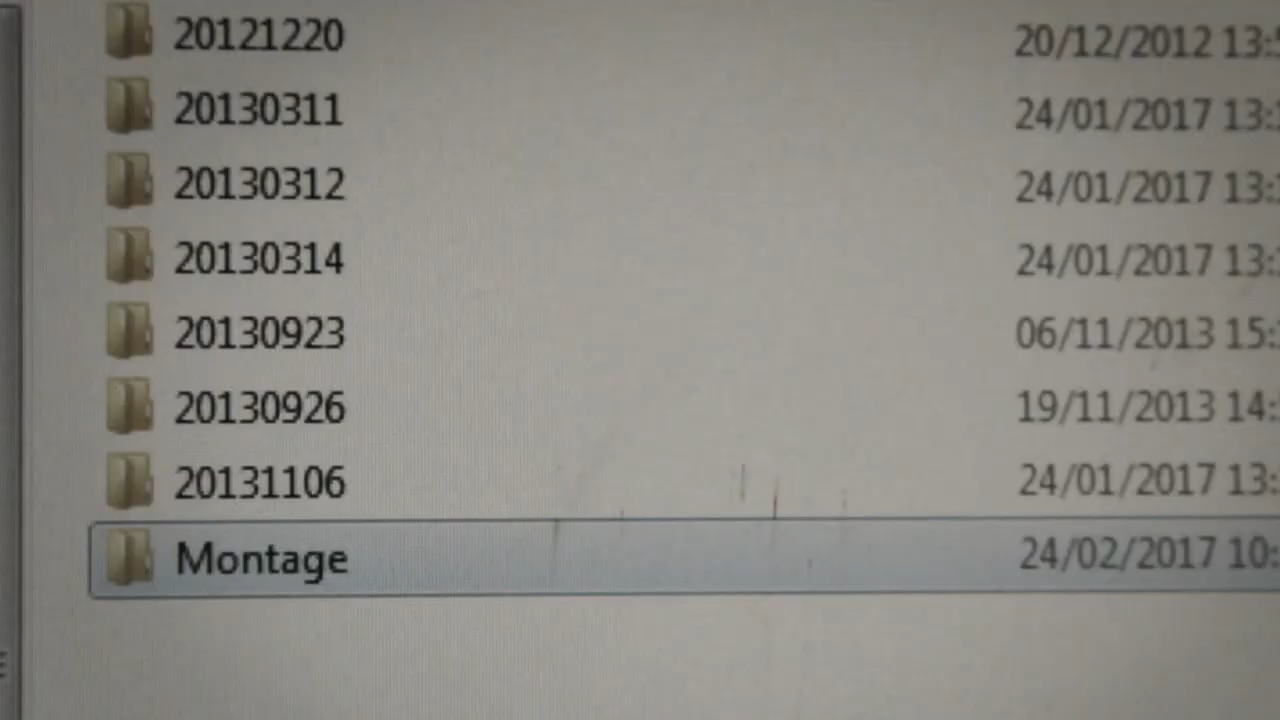 20121220 20/12/2012 13:
20130311 24/01/2017 13:
20130312 24/01/2017 13:
20130314 24/01/2017 13:
20130923 06/11/2013 15:
20130926 19/11/2013 14:
20131106 24/01/2017 13:
Montage 24/02/2017 10: